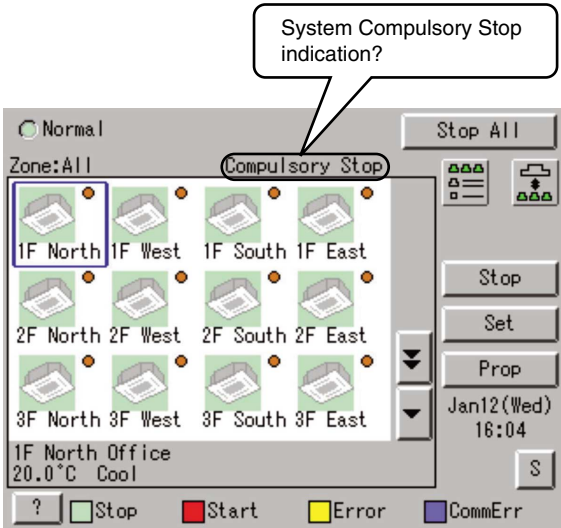 System Compulsory Stop
indication?
Normal
Stop All
Zone:All
Compulsory Stop
1F North 1F West 1F South 1F East
2F North 2F West 2F South 2F East
3F North 3F West 3F South 3F East
Stop
Set
Prop
Jan12(Wed)
16:04
1F North Office
20.0°C Cool
S
? Stop Start Error CommErr